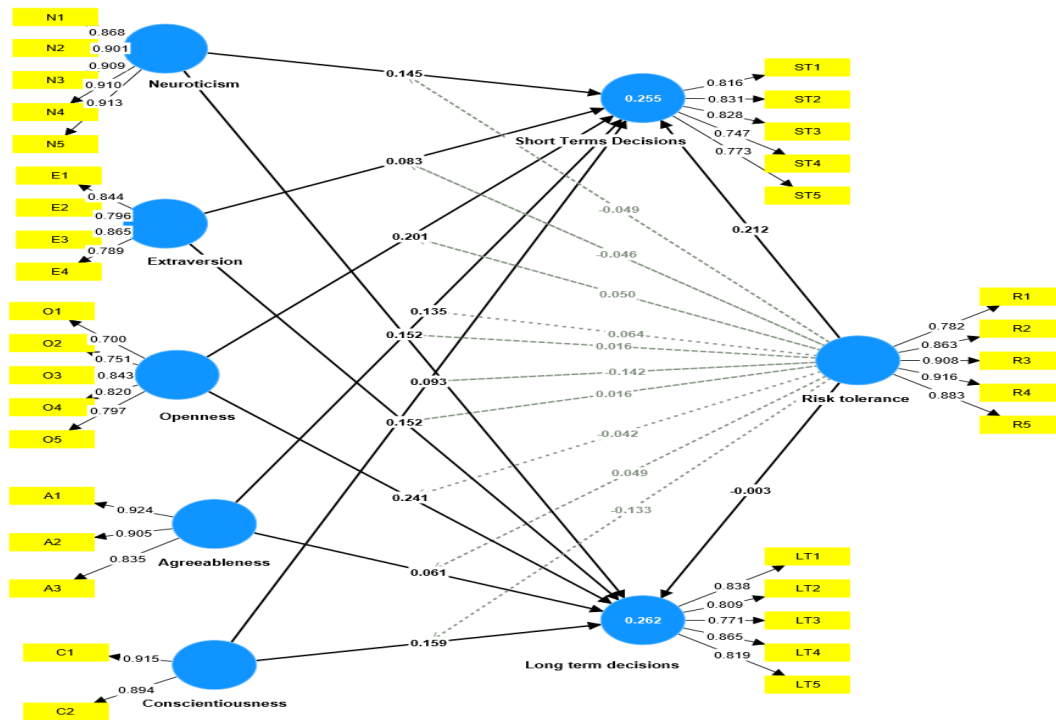 N1
0.868
N2
0.901
N3
0.909
0.910
N4
0.913
N5
Neuroticism
E1
0.844
E2
0.796
E3
0.865
0.789
E4
Extraversion
O1
0.700
O2
0.751
O3
0.843
0.820
O4
0.797
O5
Openness
A1
0.924
A2
0.905
0.835
A3
Agreeableness
C1
0.915
0.894
C2
Conscientiousness
0.145
0.083
0.201
0.135
0.152
0.093
0.152
0.241
0.061
0.159
-0.049
-0.046
0.050
0.064
0.016
-0.142
0.016
-0.042
0.049
-0.133
0.212
-0.003
0.255
Short Terms Decisions
0.816
ST1
0.831
ST2
0.828
ST3
0.747
ST4
0.773
ST5
Risk tolerance
0.782
R1
0.863
R2
0.908
R3
0.916
R4
0.883
R5
0.262
Long term decisions
0.838
LT1
0.809
LT2
0.771
LT3
0.865
LT4
0.819
LT5